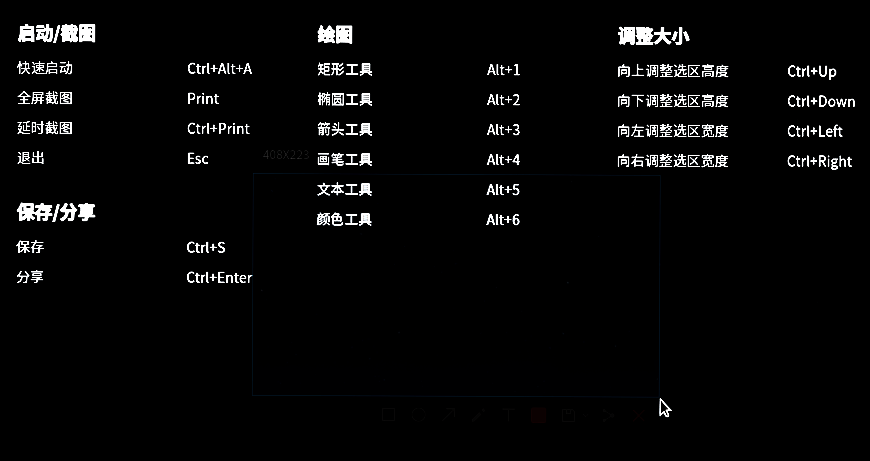 启动/截图
快速启动 Ctrl+Alt+A
全屏截图 Print
延时截图 Ctrl+Print
退出 Esc
保存/分享
保存 Ctrl+S
分享 Ctrl+Enter
绘图
矩形工具 Alt+1
椭圆工具 Alt+2
箭头工具 Alt+3
画笔工具 Alt+4
文本工具 Alt+5
颜色工具 Alt+6
调整大小
向上调整选区高度 Ctrl+Up
向下调整选区高度 Ctrl+Down
向左调整选区宽度 Ctrl+Left
向右调整选区宽度 Ctrl+Right
408X223